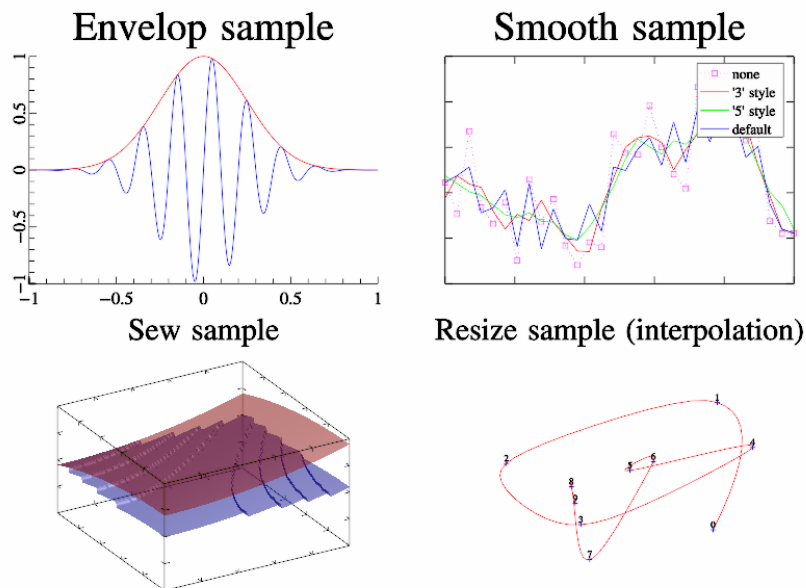 Envelop sample
1
0.5
0
−0.5
−1
−1
−0.5
0
0.5
1
Smooth sample
none
'3' style
'5' style
default
Sew sample
Resize sample (interpolation)
1
2
4
6
5
8
9
3
0
7